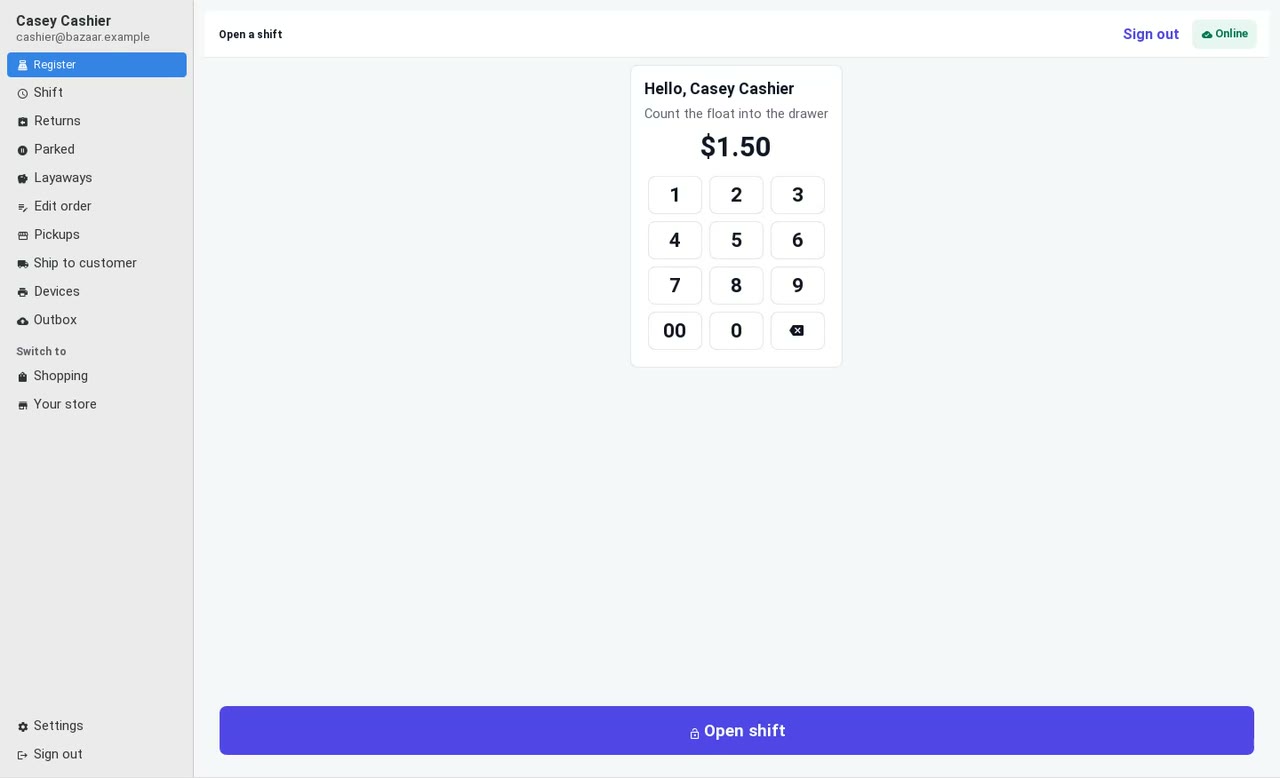 Casey Cashier
cashier@bazaar.example
Register
Shift
Returns
Parked
Layaways
Edit order
Pickups
Ship to customer
Devices
Outbox
Switch to
Shopping
Your store
Settings
Sign out
Open a shift
Sign out
Online
Hello, Casey Cashier
Count the float into the drawer
$1.50
1 2 3
4 5 6
7 8 9
00 0
Open shift